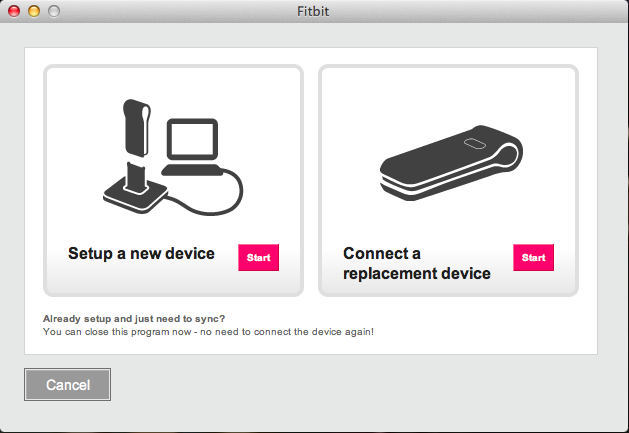 Fitbit
Setup a new device
Start
Connect a
replacement device
Start
Already setup and just need to sync?
You can close this program now - no need to connect the device again!
Cancel